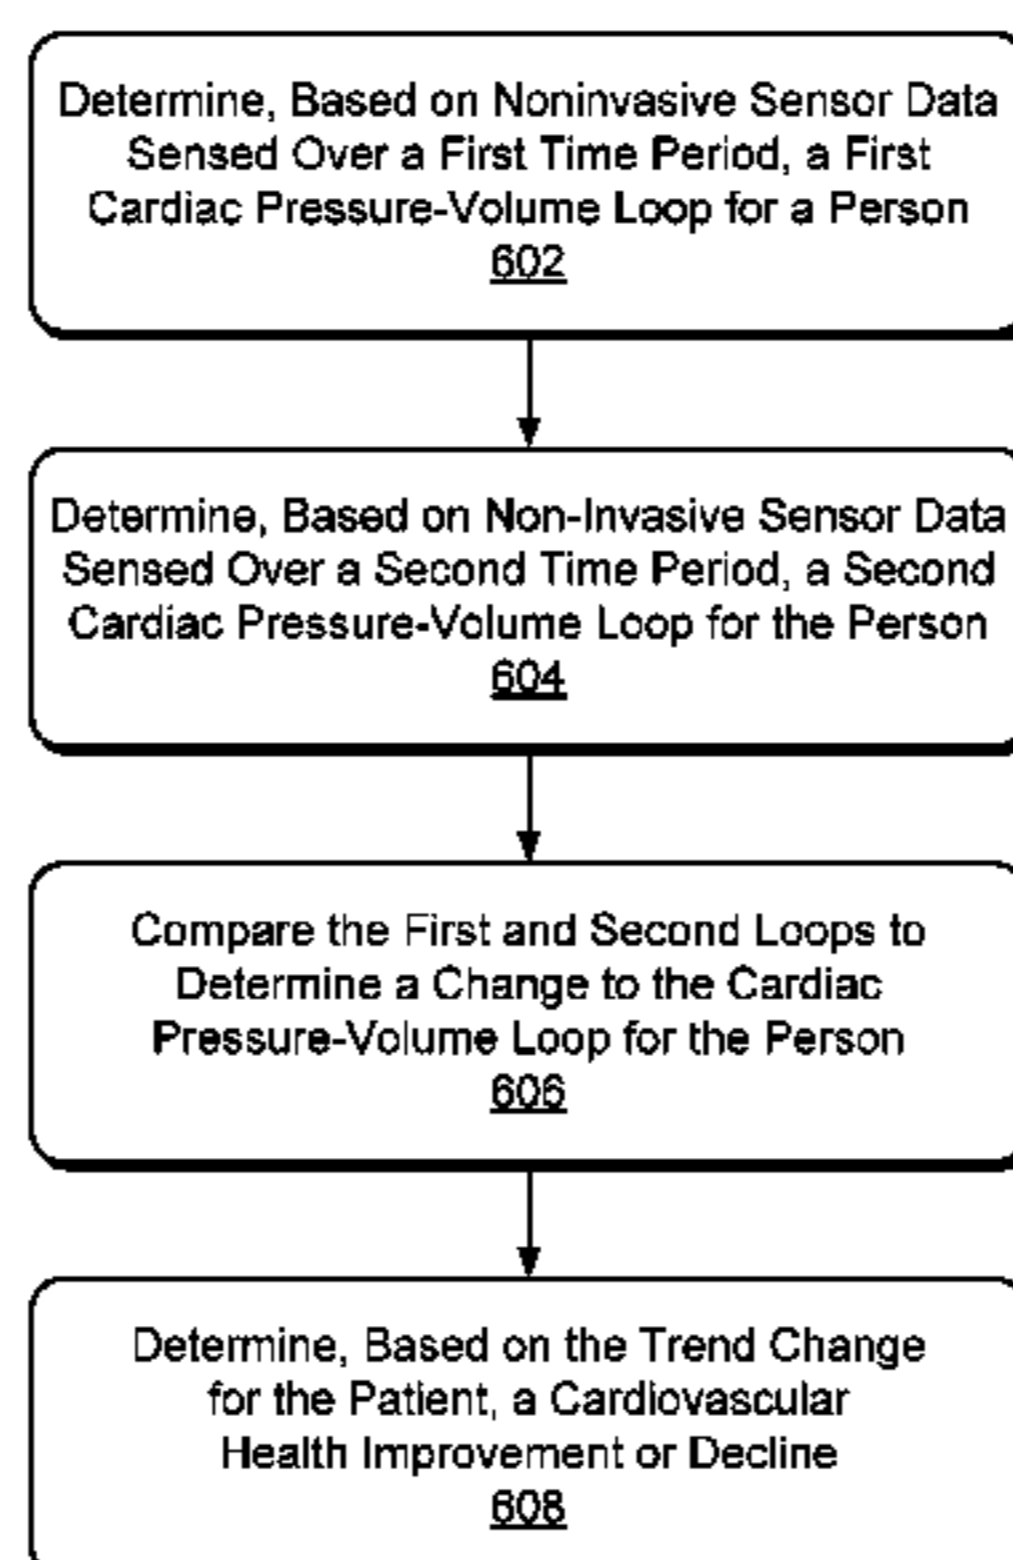 Determine, Based on Noninvasive Sensor Data
Sensed Over a First Time Period, a First
Cardiac Pressure-Volume Loop for a Person
602
Determine, Based on Non-Invasive Sensor Data
Sensed Over a Second Time Period, a Second
Cardiac Pressure-Volume Loop for the Person
604
Compare the First and Second Loops to
Determine a Change to the Cardiac
Pressure-Volume Loop for the Person
606
Determine, Based on the Trend Change
for the Patient, a Cardiovascular
Health Improvement or Decline
608